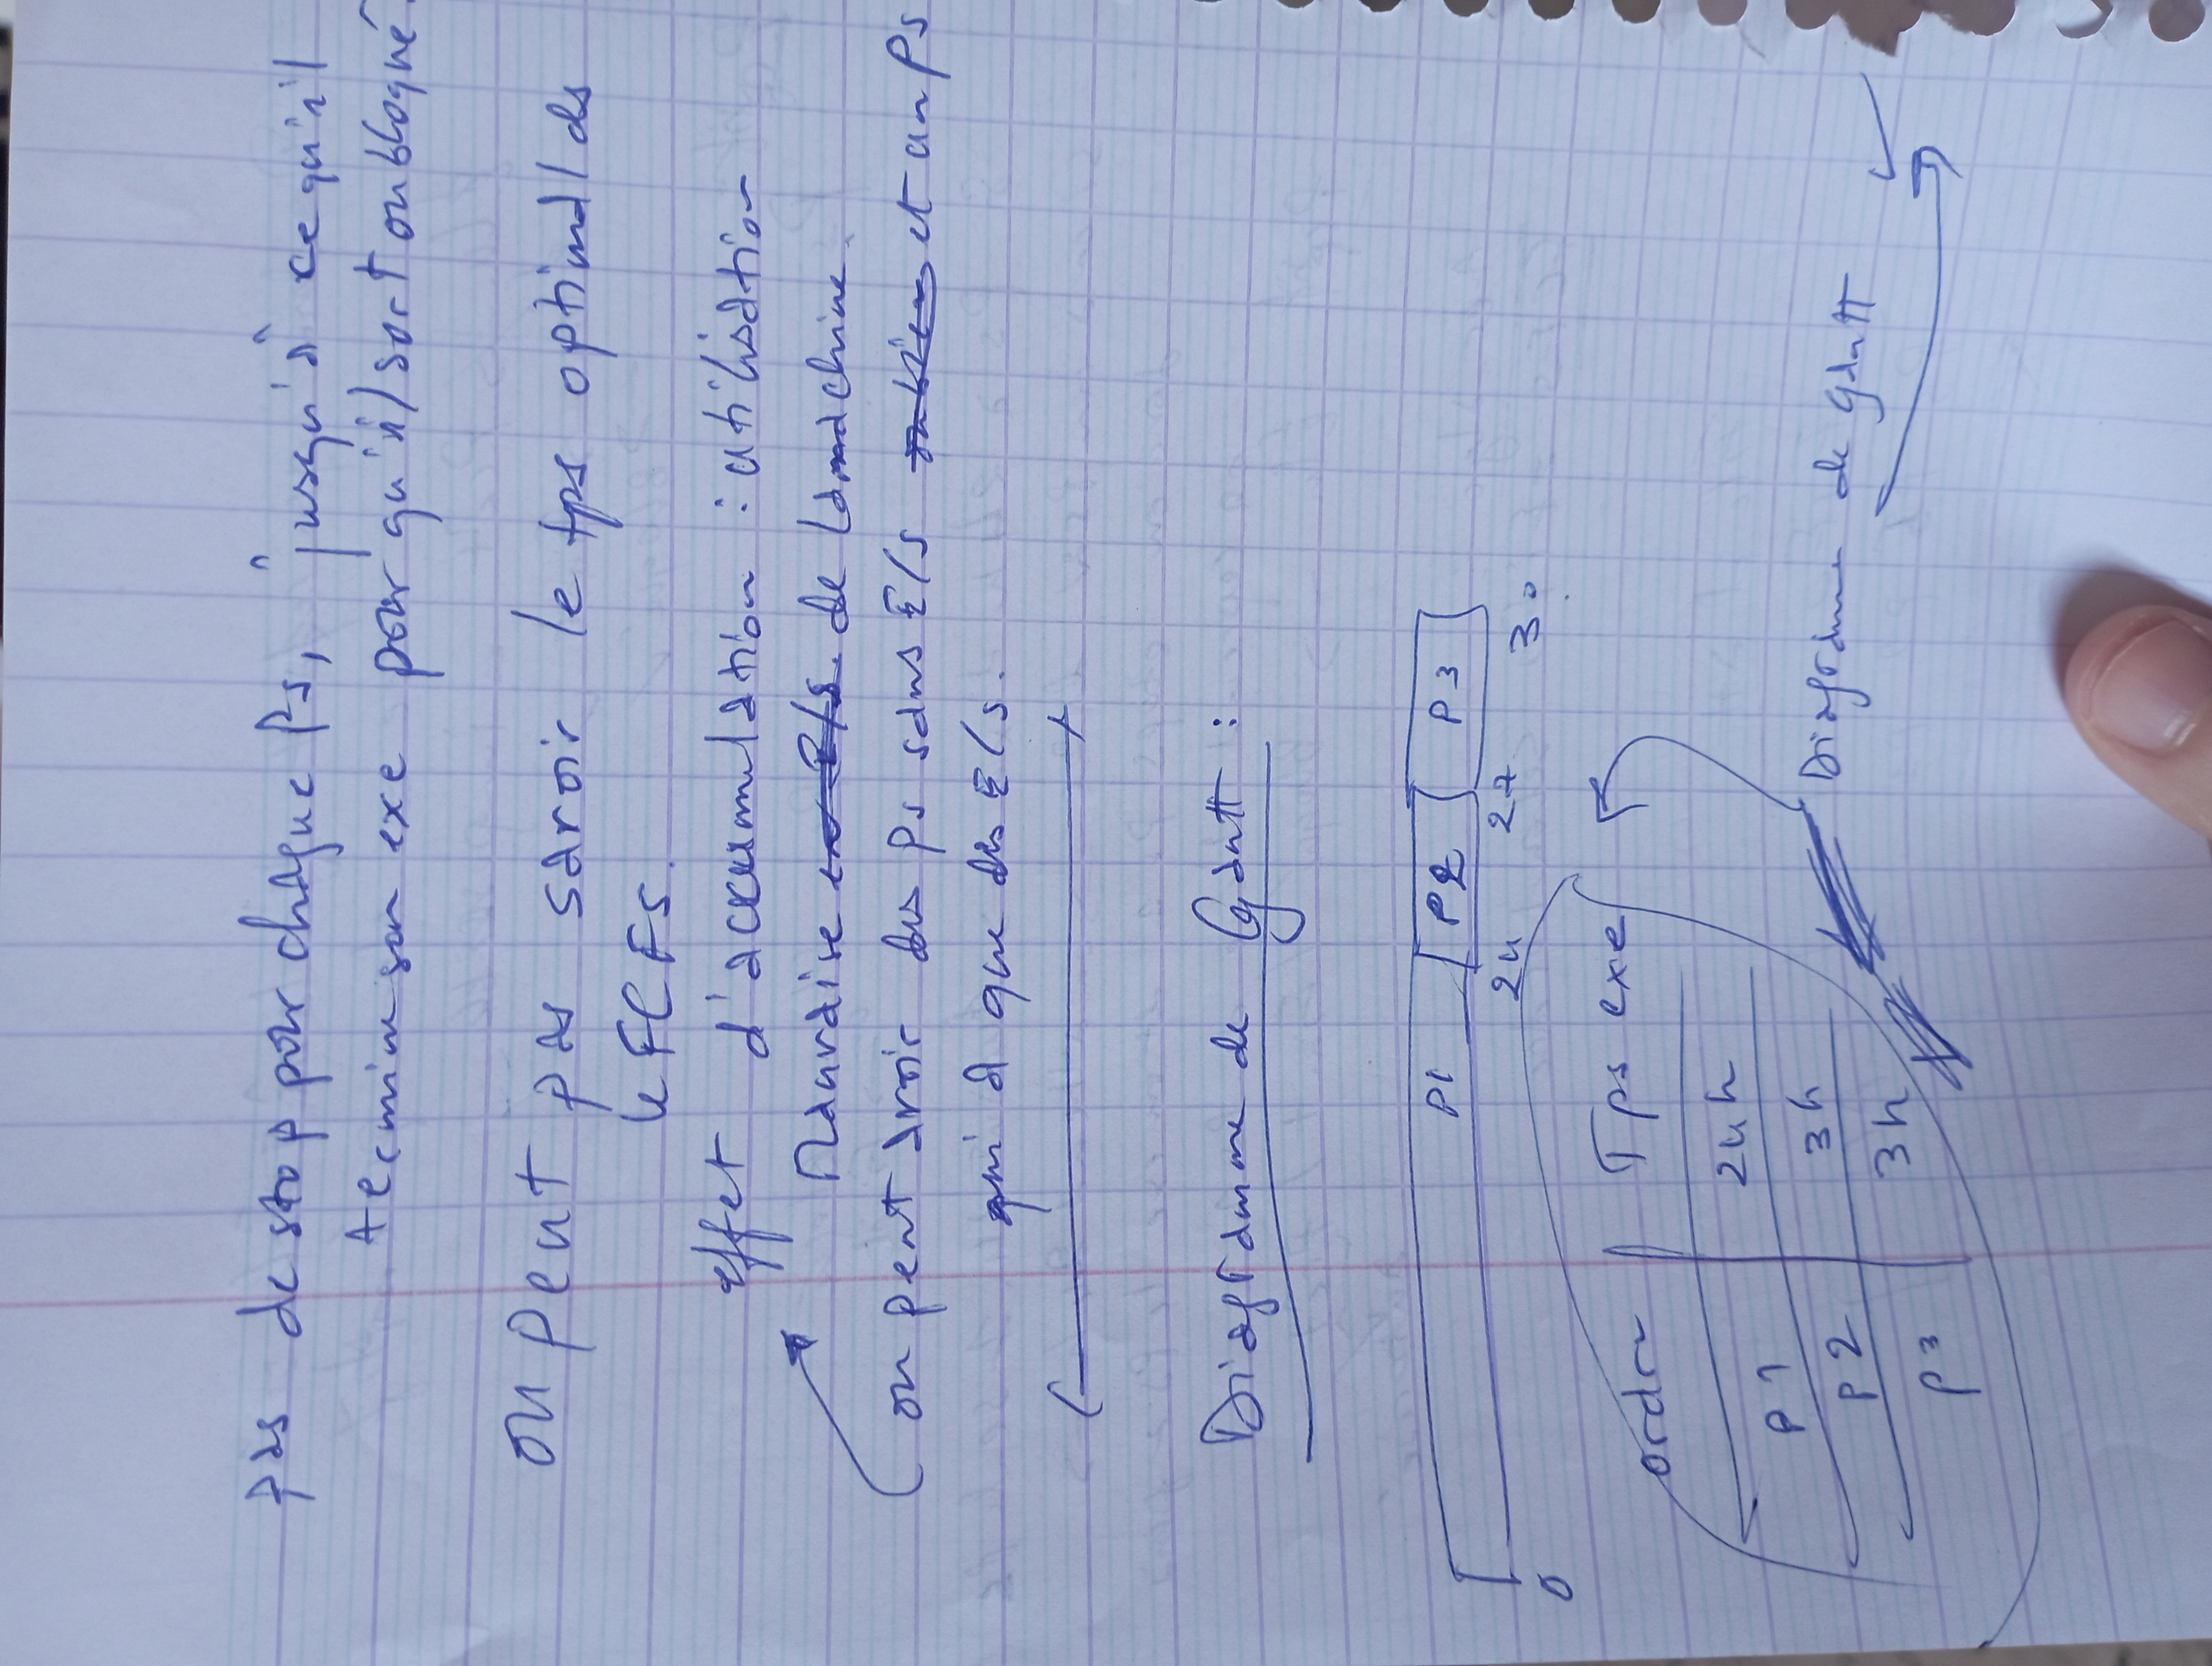 pas de stop pour chaque Ps, jusqu'à ce qu'il
termine son exe pour qu'il sort ou bloqué.
on peut pas savoir le tps optimal ds
le FCFS.
effet d'accumulation : utilisation
Mauvaise en E/S. de la machine.
on peut avoir des Ps sans E/S ou bien et un Ps
qui a que des E/S.
Diagramme de Gantt :
P1 P2 P3
0 24 27 30
ordre Tps exe
P1 24h
P2 3h
P3 3h
Diagramme de Gantt